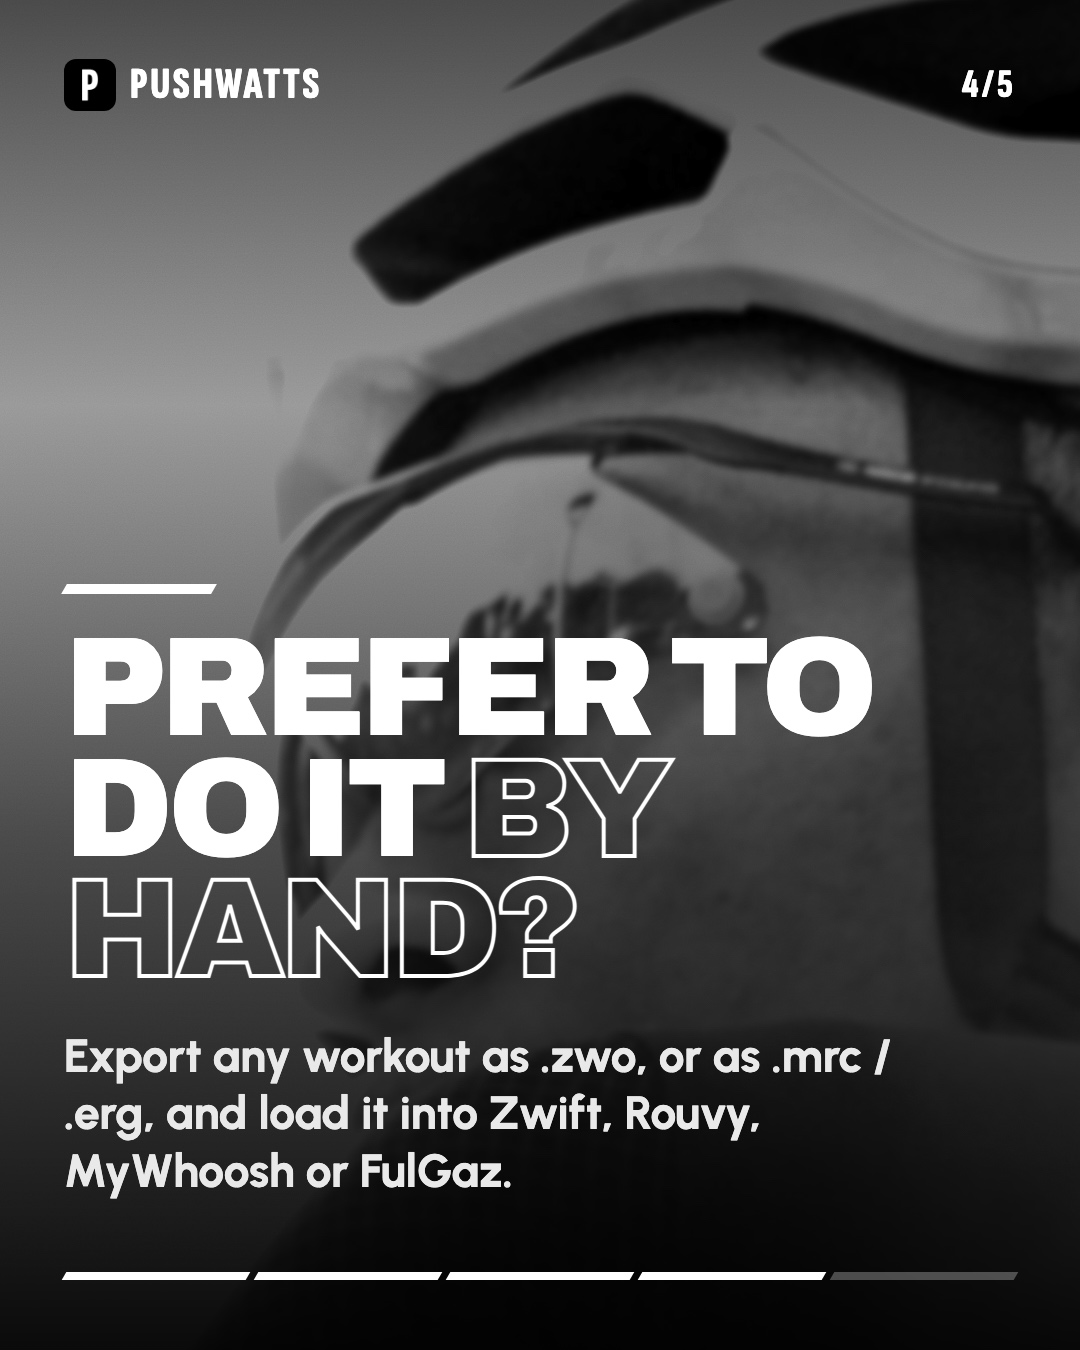 P PUSHWATTS
4/5
PREFER TO
DO IT BY
HAND?
Export any workout as .zwo, or as .mrc /
.erg, and load it into Zwift, Rouvy,
MyWhoosh or FulGaz.